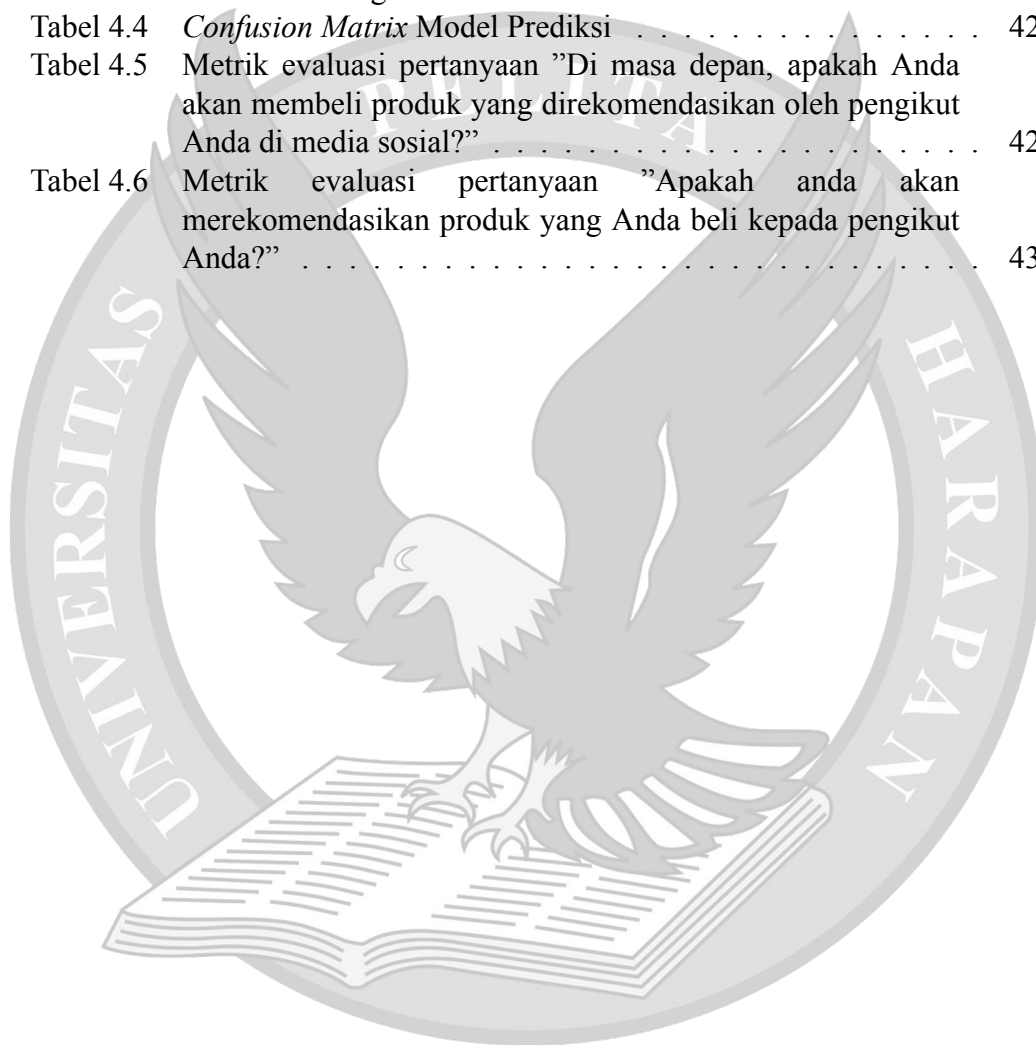 Tabel 4.4 Confusion Matrix Model Prediksi . . . . . . . . . . . . . . . 42
Tabel 4.5 Metrik evaluasi pertanyaan ”Di masa depan, apakah Anda
akan membeli produk yang direkomendasikan oleh pengikut
Anda di media sosial?” . . . . . . . . . . . . . . . . . . . . . 42
Tabel 4.6 Metrik evaluasi pertanyaan ”Apakah anda akan
merekomendasikan produk yang Anda beli kepada pengikut
Anda?” . . . . . . . . . . . . . . . . . . . . . . . . . . . . . 43
UNIVERSITAS PELITA HARAPAN